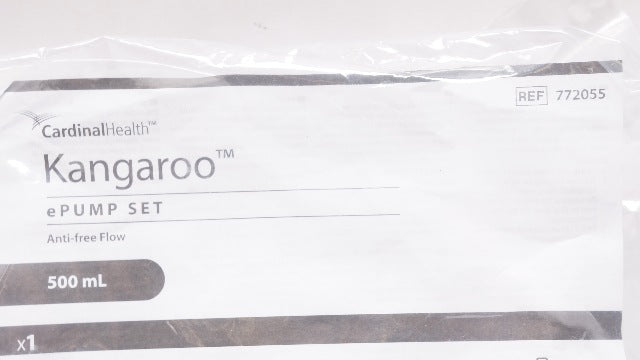 REF 772055
CardinalHealth™
Kangaroo™
ePUMP SET
Anti-free Flow
500 mL
x1